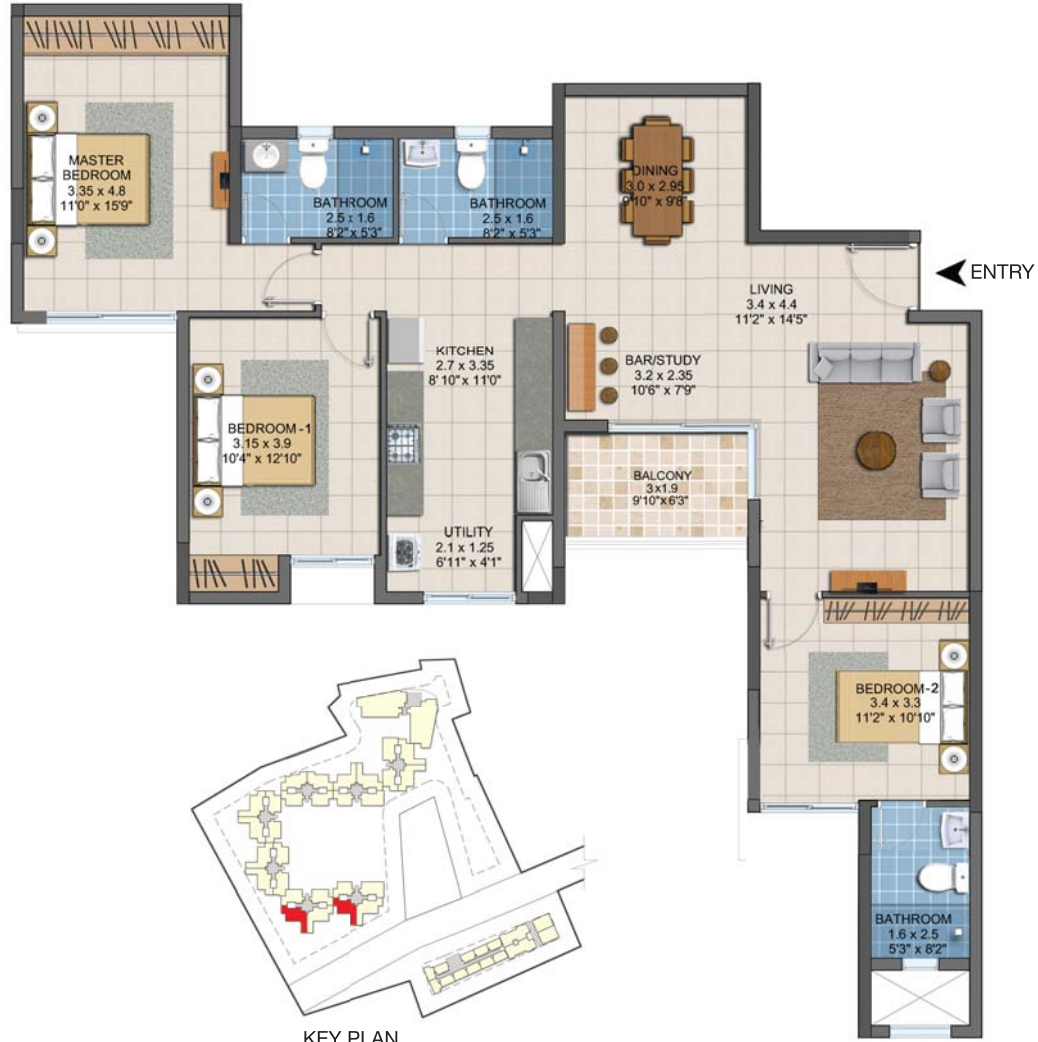 MASTER
BEDROOM
3.35 x 4.8
11'0" x 15'9"
BATHROOM
2.5 x 1.6
8'2" x 5'3"
BATHROOM
2.5 x 1.6
8'2" x 5'3"
DINING
3.0 x 2.95
9'10" x 9'8"
ENTRY
LIVING
3.4 x 4.4
11'2" x 14'5"
KITCHEN
2.7 x 3.35
8' 10" x 11'0"
BAR/STUDY
3.2 x 2.35
10'6" x 7'9"
BEDROOM-1
3.15 x 3.9
10'4" x 12'10"
BALCONY
3 x1.9
9'10"x 6'3"
UTILITY
2.1 x 1.25
6'11" x 4'1"
BEDROOM-2
3.4 x 3.3
11'2" x 10'10"
BATHROOM
1.6 x 2.5
5'3" x 8'2"
KEY PLAN